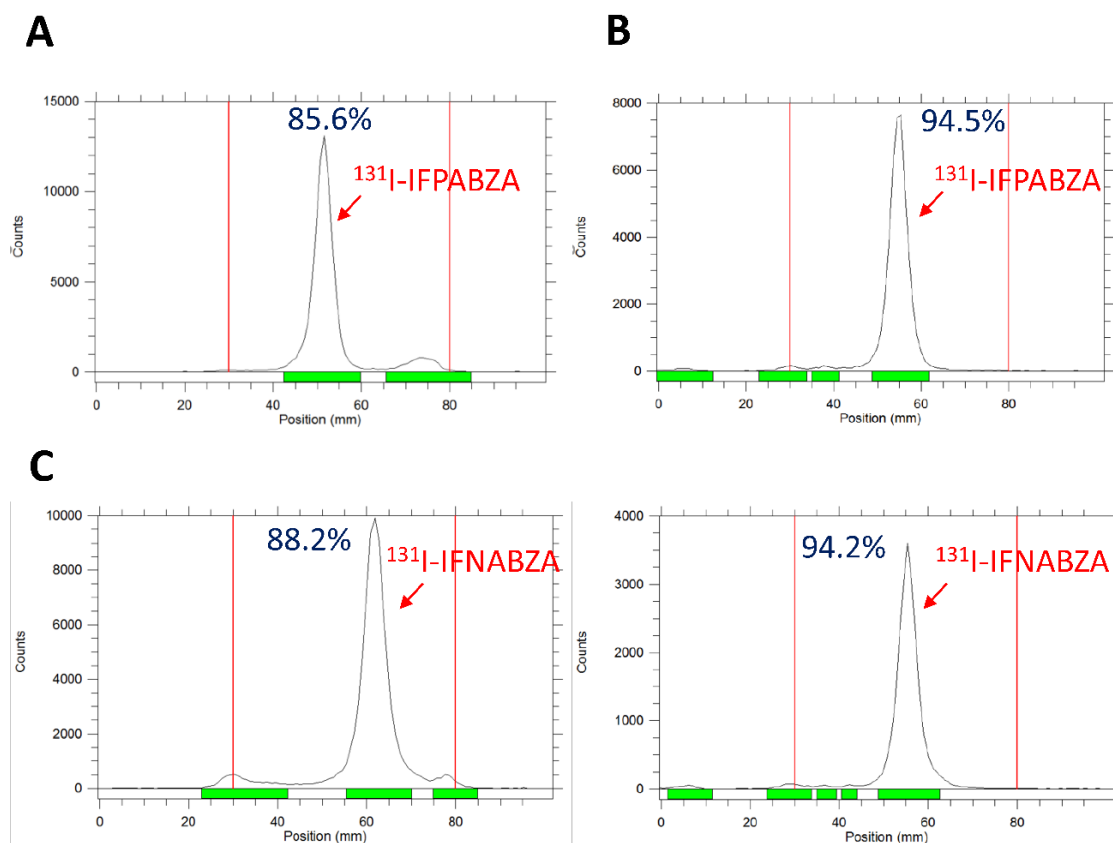 A
15000
10000
5000
0
Counts
85.6%
¹³¹I-IFPABZA
0 20 40 60 80
Position (mm)
B
8000
6000
4000
2000
0
Counts
94.5%
¹³¹I-IFPABZA
0 20 40 60 80
Position (mm)
C
10000
8000
6000
4000
2000
0
Counts
88.2%
¹³¹I-IFNABZA
0 20 40 60 80
Position (mm)
4000
3000
2000
1000
0
Counts
94.2%
¹³¹I-IFNABZA
0 20 40 60 80
Position (mm)